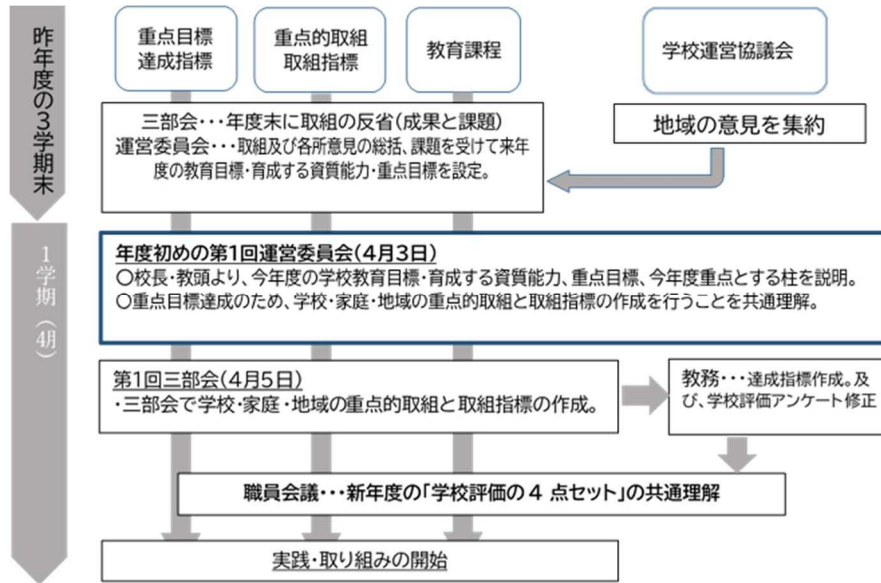 昨年度の3学期末
重点目標
達成指標
重点的取組
取組指標
教育課程
学校運営協議会
三部会・・・年度末に取組の反省(成果と課題)
運営委員会・・・取組及び各所意見の総括、課題を受けて来年
度の教育目標・育成する資質能力・重点目標を設定。
地域の意見を集約
1学期(4月)
年度初めの第1回運営委員会(4月3日)
○校長・教頭より、今年度の学校教育目標・育成する資質能力、重点目標、今年度重点とする柱を説明。
○重点目標達成のため、学校・家庭・地域の重点的取組と取組指標の作成を行うことを共通理解。
第1回三部会(4月5日)
・三部会で学校・家庭・地域の重点的取組と取組指標の作成。
教務・・・達成指標作成。及
び、学校評価アンケート修正
職員会議・・・新年度の「学校評価の4 点セット」の共通理解
実践・取り組みの開始